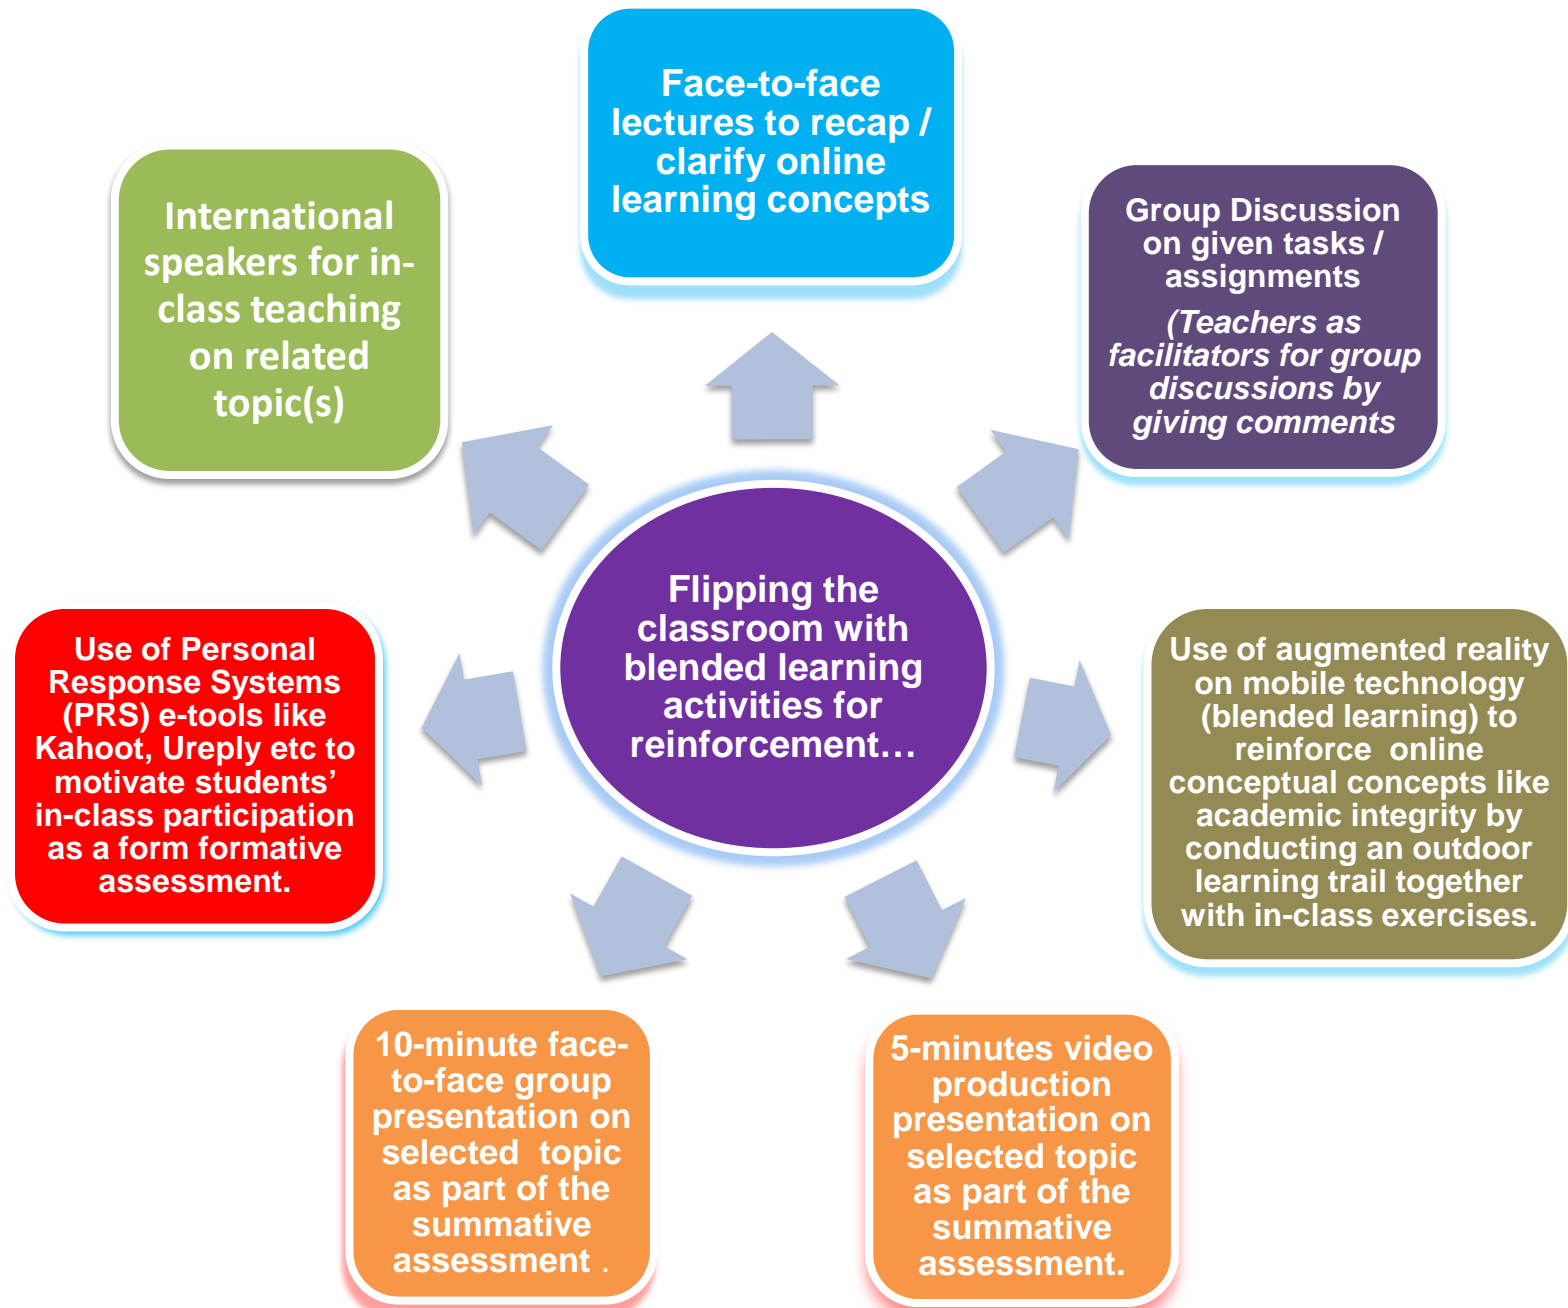 Face-to-face
lectures to recap /
clarify online
learning concepts
International
speakers for in-
class teaching
on related
topic(s)
Group Discussion
on given tasks /
assignments
(Teachers as
facilitators for group
discussions by
giving comments
Flipping the
classroom with
blended learning
activities for
reinforcement…
Use of Personal
Response Systems
(PRS) e-tools like
Kahoot, Ureply etc to
motivate students’
in-class participation
as a form formative
assessment.
Use of augmented reality
on mobile technology
(blended learning) to
reinforce  online
conceptual concepts like
academic integrity by
conducting an outdoor
learning trail together
with in-class exercises.
10-minute face-
to-face group
presentation on
selected  topic
as part of the
summative
assessment .
5-minutes video
production
presentation on
selected topic
as part of the
summative
assessment.